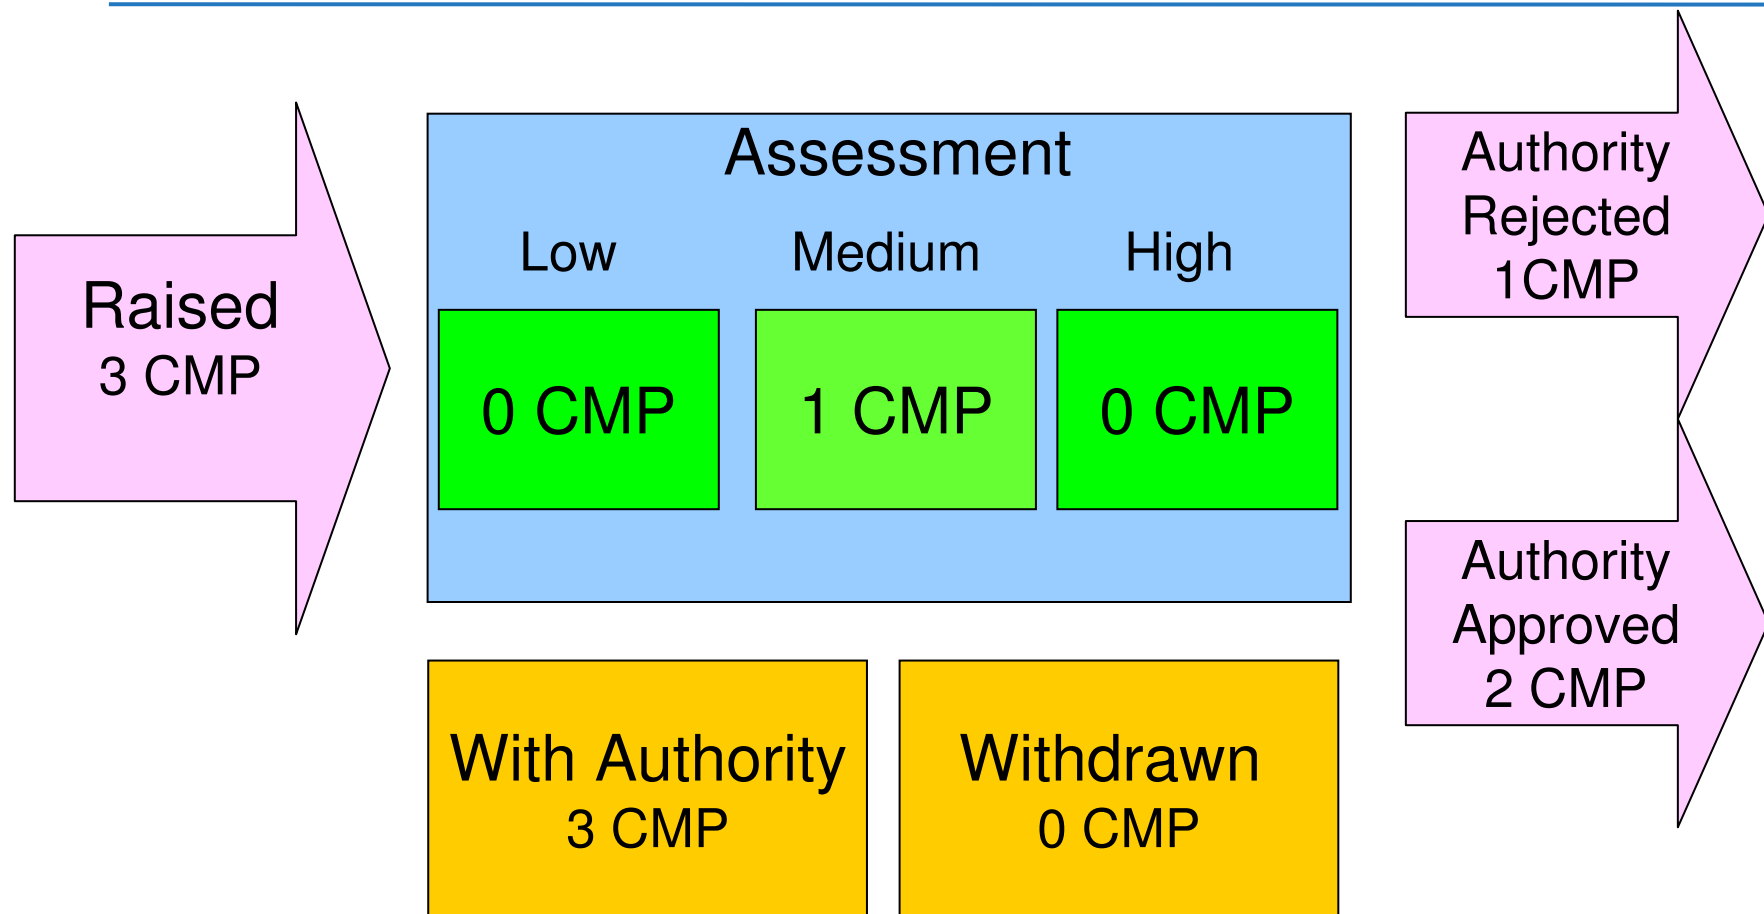 Raised
3 CMP
Assessment
Low Medium High
0 CMP 1 CMP 0 CMP
With Authority
3 CMP
Withdrawn
0 CMP
Authority
Rejected
1CMP
Authority
Approved
2 CMP